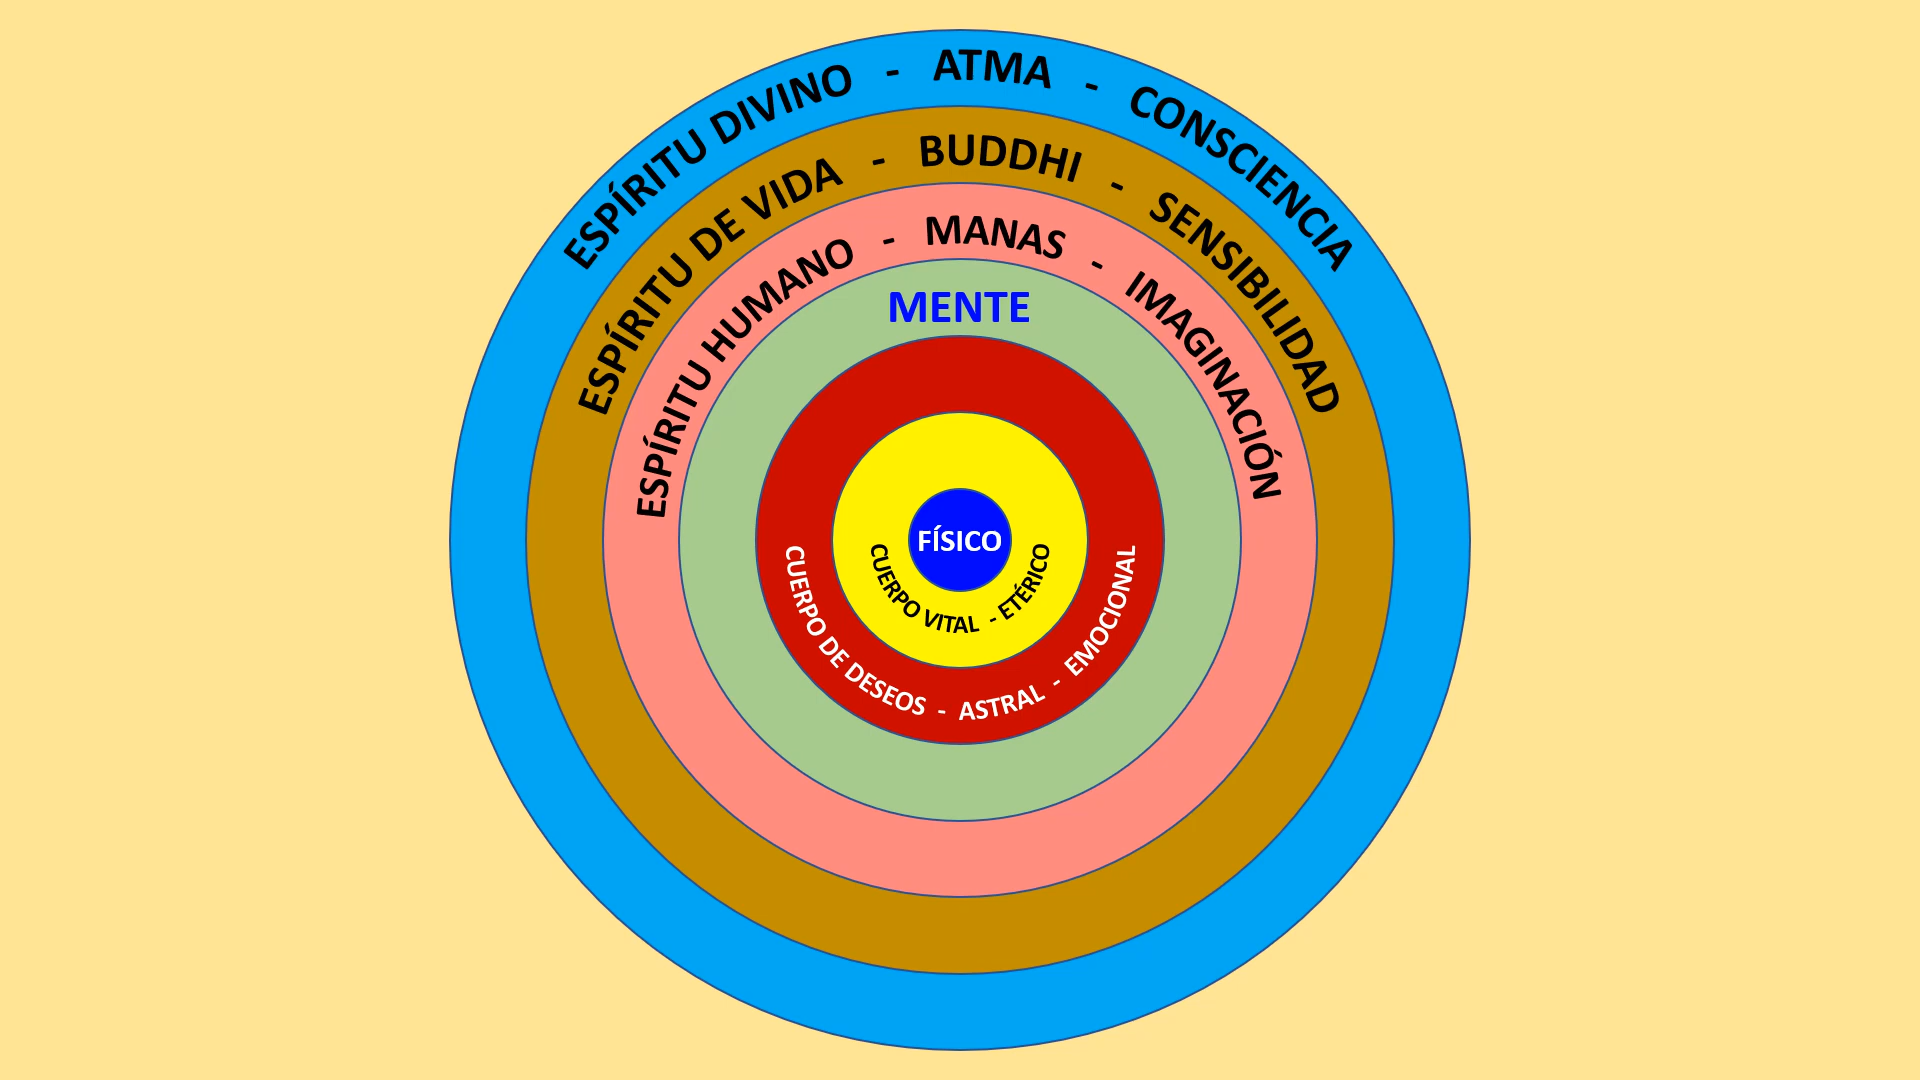 ESPÍRITU DIVINO - ATMA - CONSCIENCIA
ESPÍRITU DE VIDA - BUDDHI - SENSIBILIDAD
ESPÍRITU HUMANO - MANAS - IMAGINACIÓN
MENTE
FÍSICO
CUERPO VITAL - ETÉRICO
CUERPO DE DESEOS - ASTRAL - EMOCIONAL